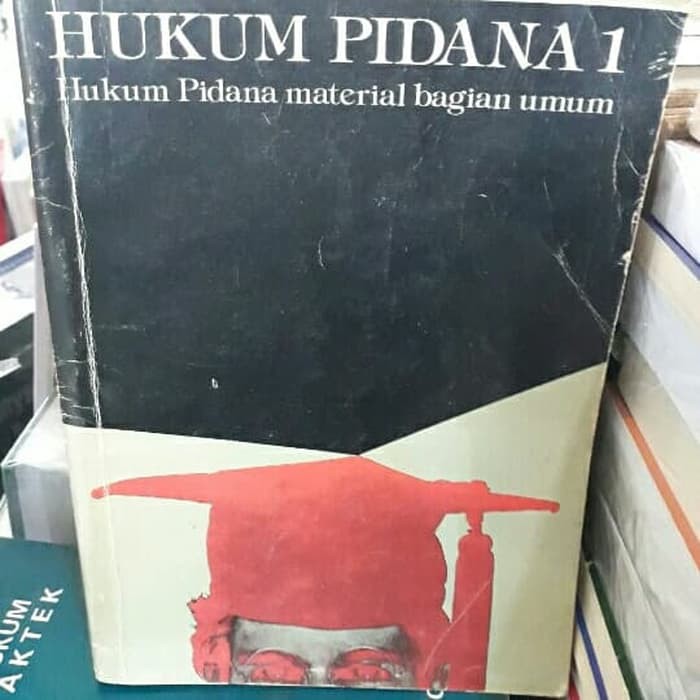 HUKUM PIDANA 1
Hukum Pidana material bagian umum